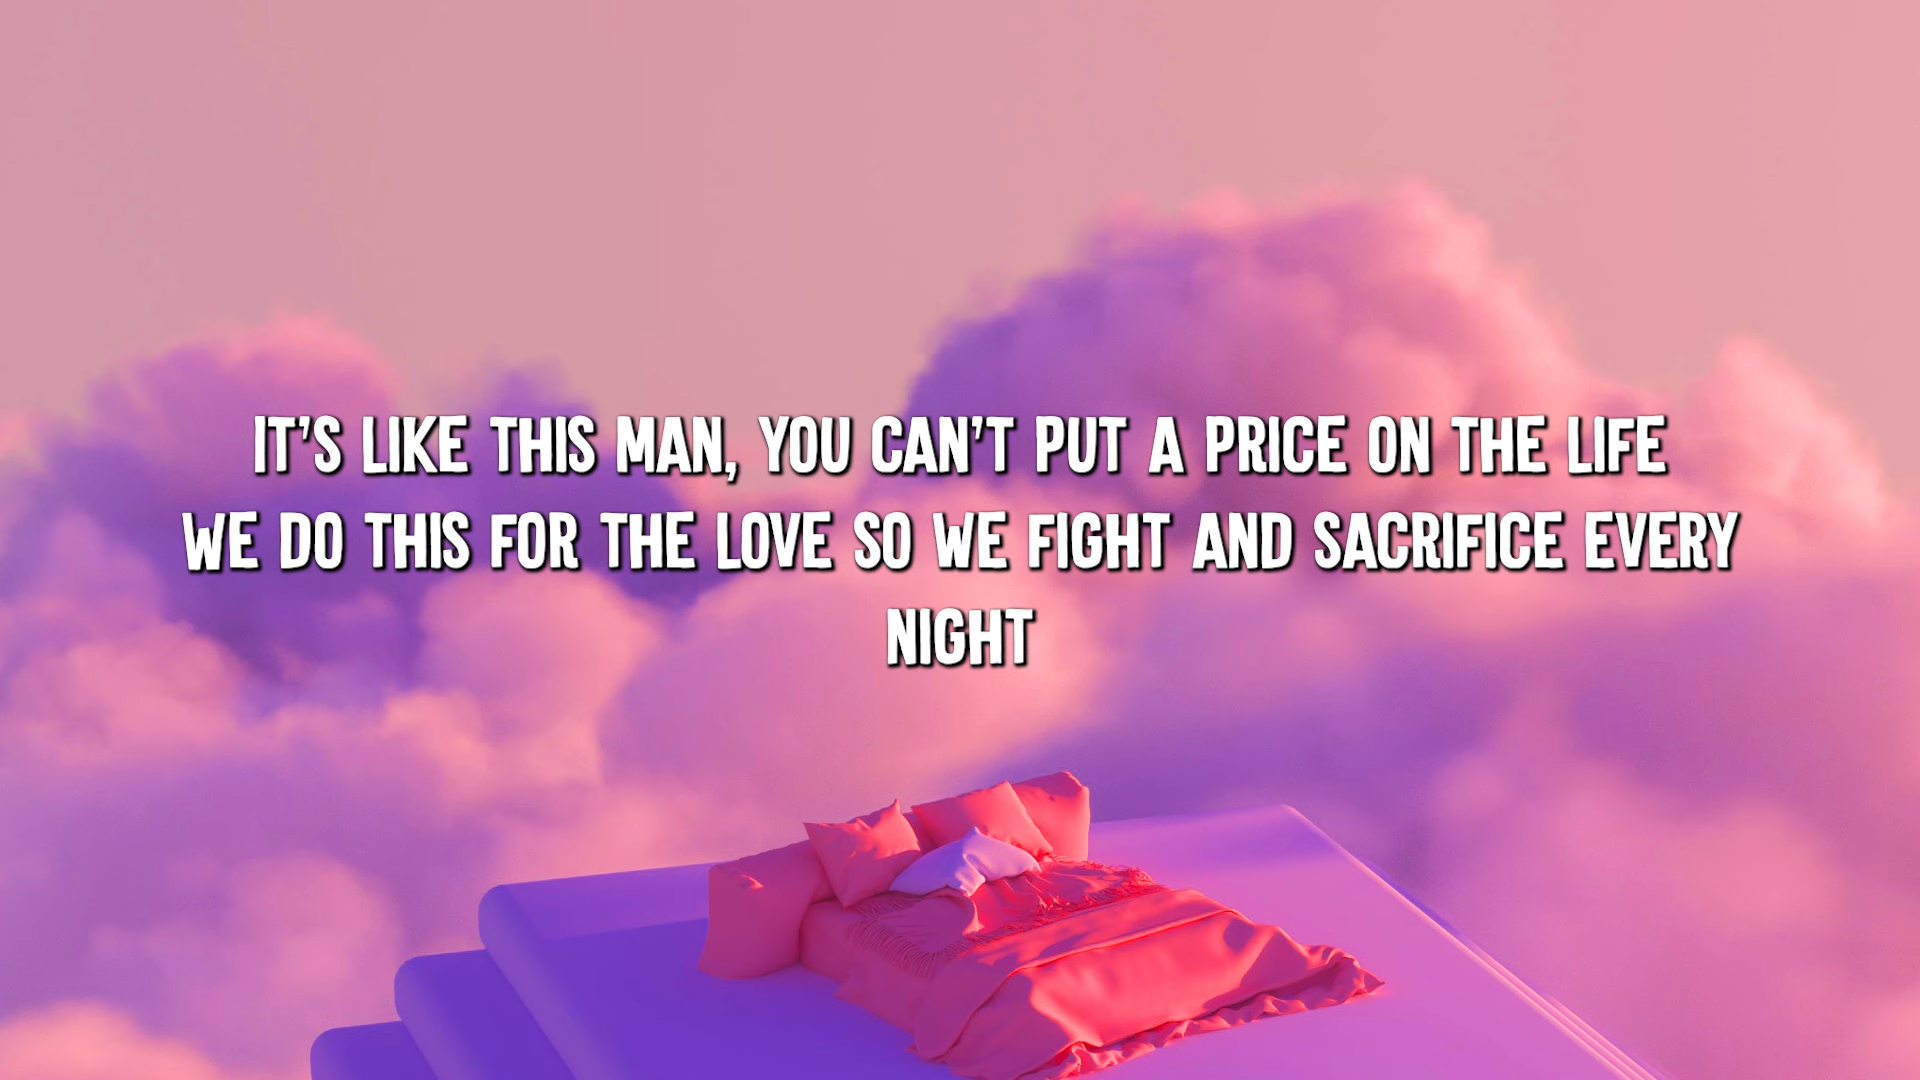 IT'S LIKE THIS MAN, YOU CAN'T PUT A PRICE ON THE LIFE
WE DO THIS FOR THE LOVE SO WE FIGHT AND SACRIFICE EVERY
NIGHT